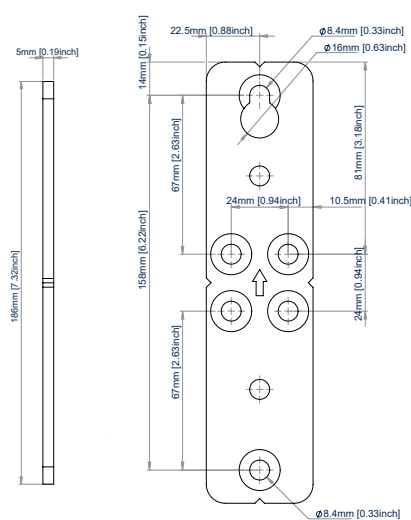 22.5mm [0.88inch]
ϕ8.4mm [0.33inch]
5mm [0.19inch]
14mm [0.15inch]
ϕ16mm [0.63inch]
81mm [3.18inch]
67mm [2.63inch]
24mm [0.94inch]
10.5mm [0.41inch]
158mm [6.22inch]
186mm [7.32inch]
24mm [0.94inch]
67mm [2.63inch]
ϕ8.4mm [0.33inch]